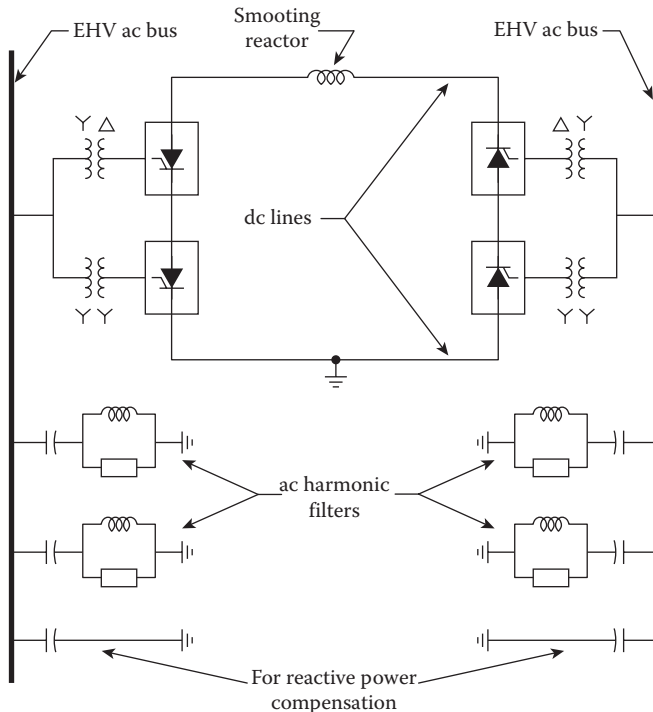 EHV ac bus
Smooting
reactor
EHV ac bus
dc lines
ac harmonic
filters
For reactive power
compensation